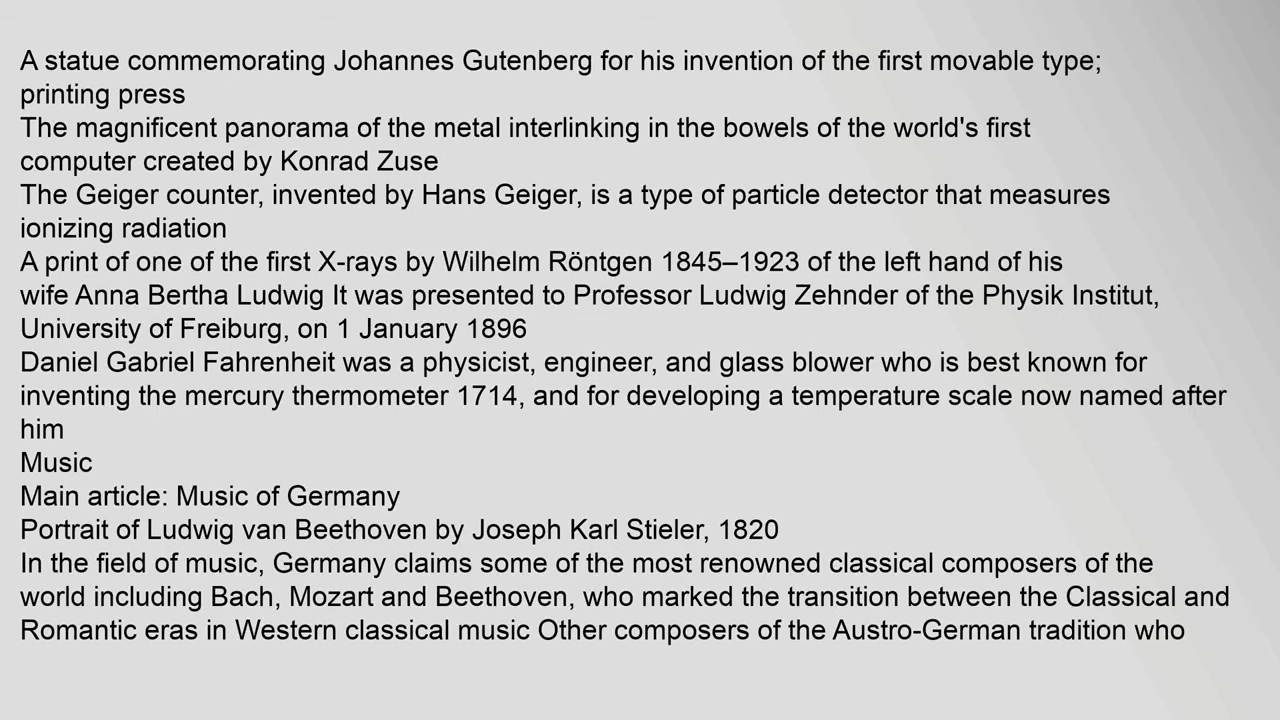 A statue commemorating Johannes Gutenberg for his invention of the first movable type;
printing press
The magnificent panorama of the metal interlinking in the bowels of the world's first
computer created by Konrad Zuse
The Geiger counter, invented by Hans Geiger, is a type of particle detector that measures
ionizing radiation
A print of one of the first X-rays by Wilhelm Röntgen 1845–1923 of the left hand of his
wife Anna Bertha Ludwig It was presented to Professor Ludwig Zehnder of the Physik Institut,
University of Freiburg, on 1 January 1896
Daniel Gabriel Fahrenheit was a physicist, engineer, and glass blower who is best known for
inventing the mercury thermometer 1714, and for developing a temperature scale now named after
him
Music
Main article: Music of Germany
Portrait of Ludwig van Beethoven by Joseph Karl Stieler, 1820
In the field of music, Germany claims some of the most renowned classical composers of the
world including Bach, Mozart and Beethoven, who marked the transition between the Classical and
Romantic eras in Western classical music Other composers of the Austro-German tradition who